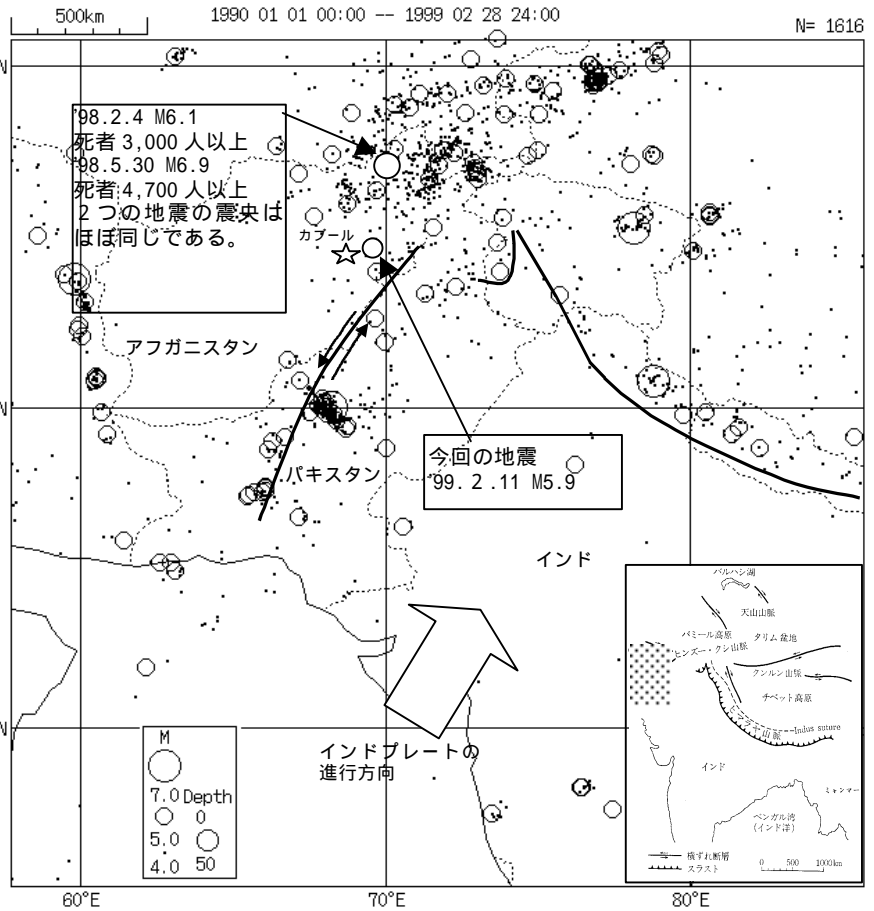 500km
1990 01 01 00:00 -- 1999 02 28 24:00
N= 1616
N
'98.2.4 M6.1
死者 3,000 人以上
'98.5.30 M6.9
死者 4,700 人以上
２つの地震の震央は
ほぼ同じである。
カブール
アフガニスタン
N
今回の地震
'99. 2 .11 M5.9
パキスタン
インド
N
インドプレートの
進行方向
M
7.0 Depth
0
5.0
4.0 50
バルハシ湖
天山山脈
パミール高原
タリム盆地
ヒンズー・クシ山脈
クンルン山脈
チベット高原
ヒマラヤ山脈
Indus suture
インド
ミャンマー
ベンガル湾
(インド洋)
横ずれ断層
スラスト
0 500 1000km
60°E
70°E
80°E